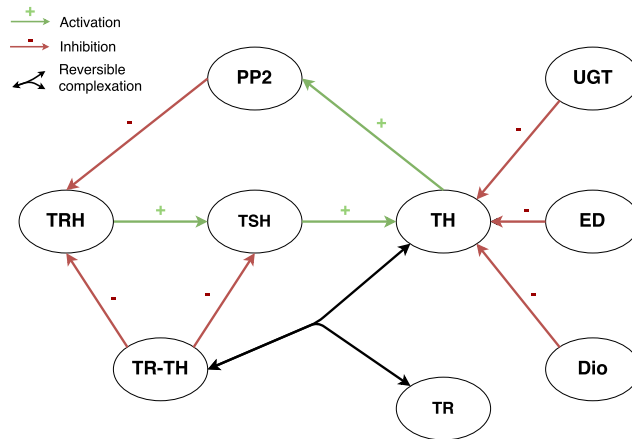 +
Activation
-
Inhibition
Reversible
complexation
PP2
UGT
-
+
-
TRH
+
TSH
+
TH
-
ED
-
-
-
TR-TH
Dio
TR